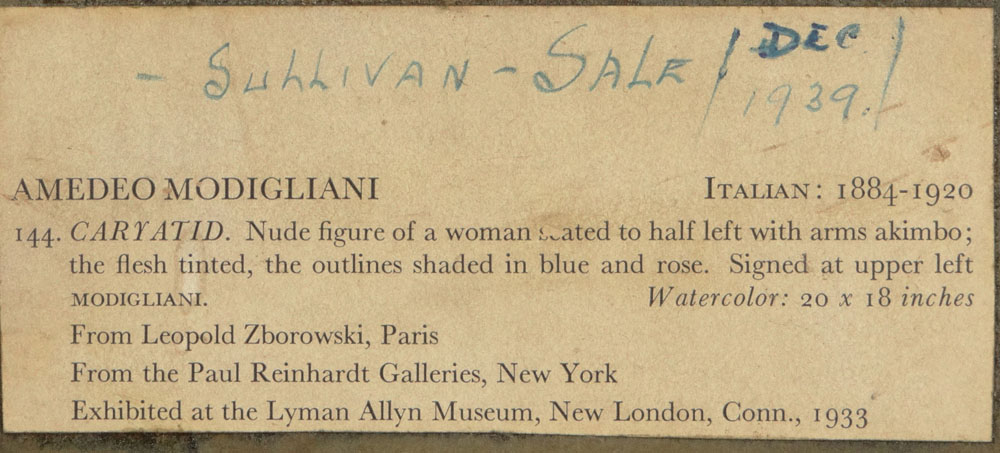 - SULLIVAN - SALE / DEC /
1939.
AMEDEO MODIGLIANI ITALIAN: 1884-1920
144. CARYATID. Nude figure of a woman seated to half left with arms akimbo;
the flesh tinted, the outlines shaded in blue and rose. Signed at upper left
MODIGLIANI. Watercolor: 20 x 18 inches
From Leopold Zborowski, Paris
From the Paul Reinhardt Galleries, New York
Exhibited at the Lyman Allyn Museum, New London, Conn., 1933